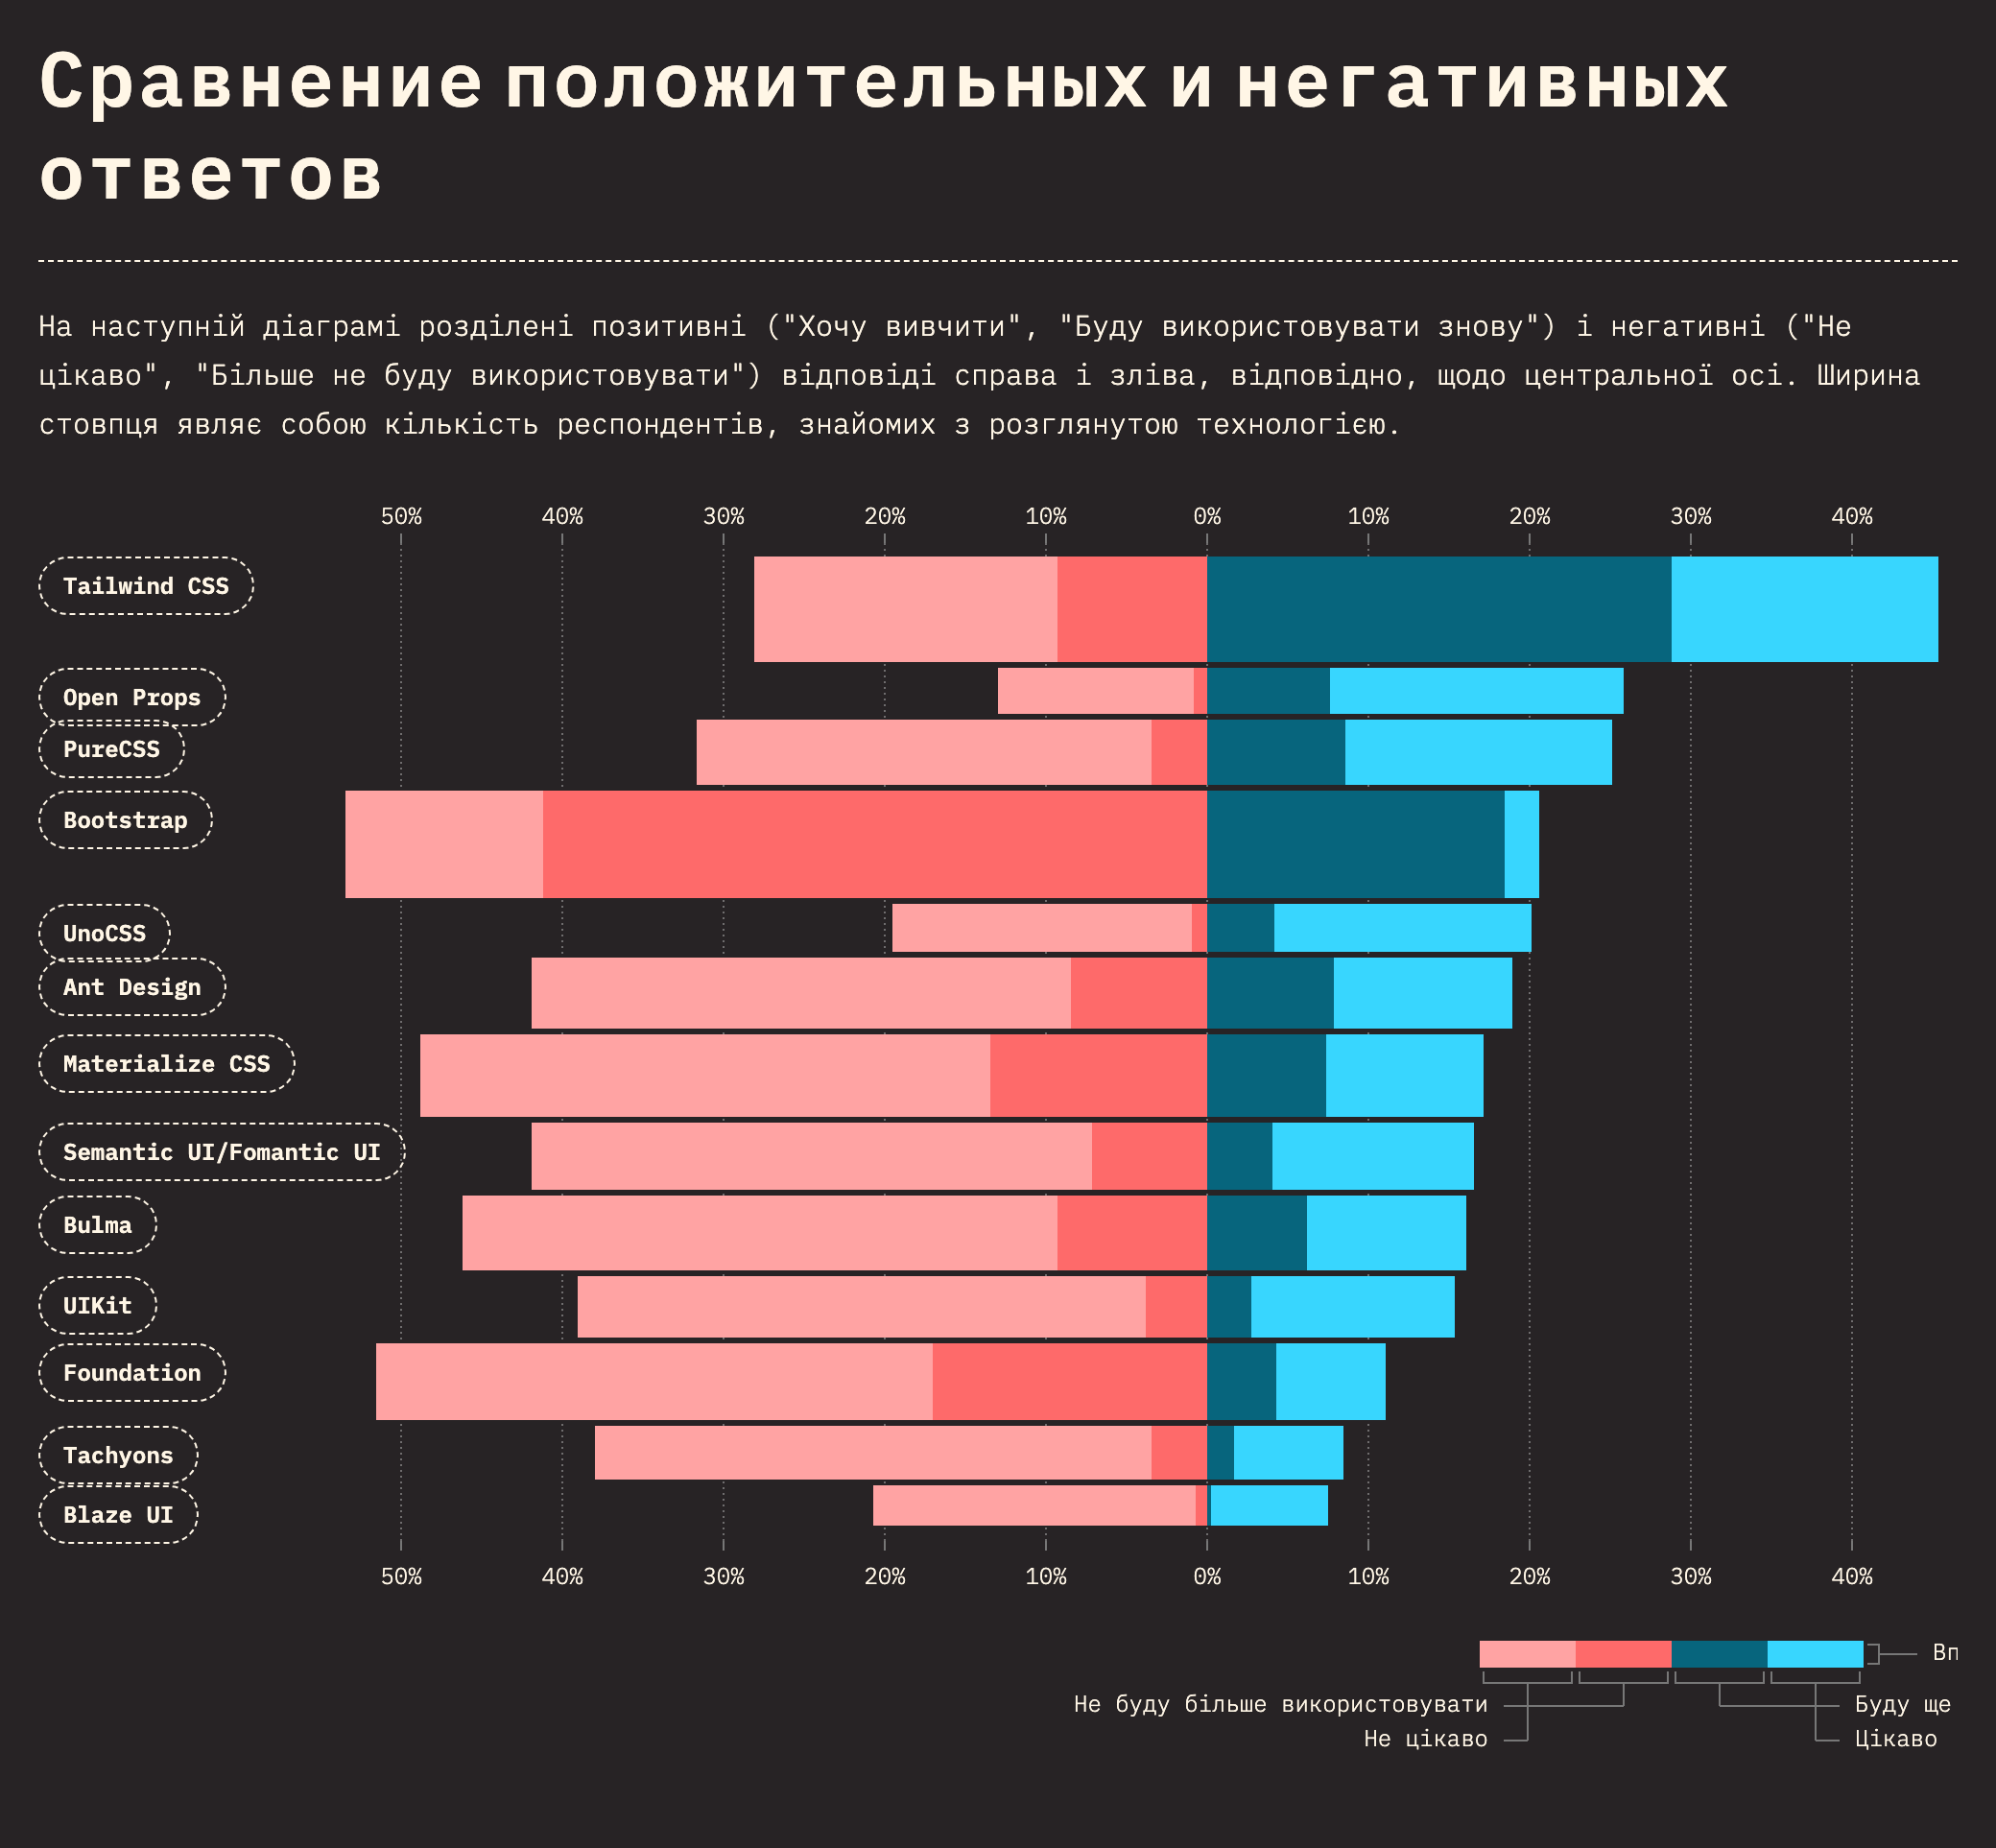 Сравнение положительных и негативных
ответов
На наступній діаграмі розділені позитивні ("Хочу вивчити", "Буду використовувати знову") і негативні ("Не
цікаво", "Більше не буду використовувати") відповіді справа і зліва, відповідно, щодо центральної осі. Ширина
стовпця являє собою кількість респондентів, знайомих з розглянутою технологією.
50% 40% 30% 20% 10% 0% 10% 20% 30% 40%
Tailwind CSS
Open Props
PureCSS
Bootstrap
UnoCSS
Ant Design
Materialize CSS
Semantic UI/Fomantic UI
Bulma
UIKit
Foundation
Tachyons
Blaze UI
50% 40% 30% 20% 10% 0% 10% 20% 30% 40%
Вп
Не буду більше використовувати Буду ще
Не цікаво Цікаво